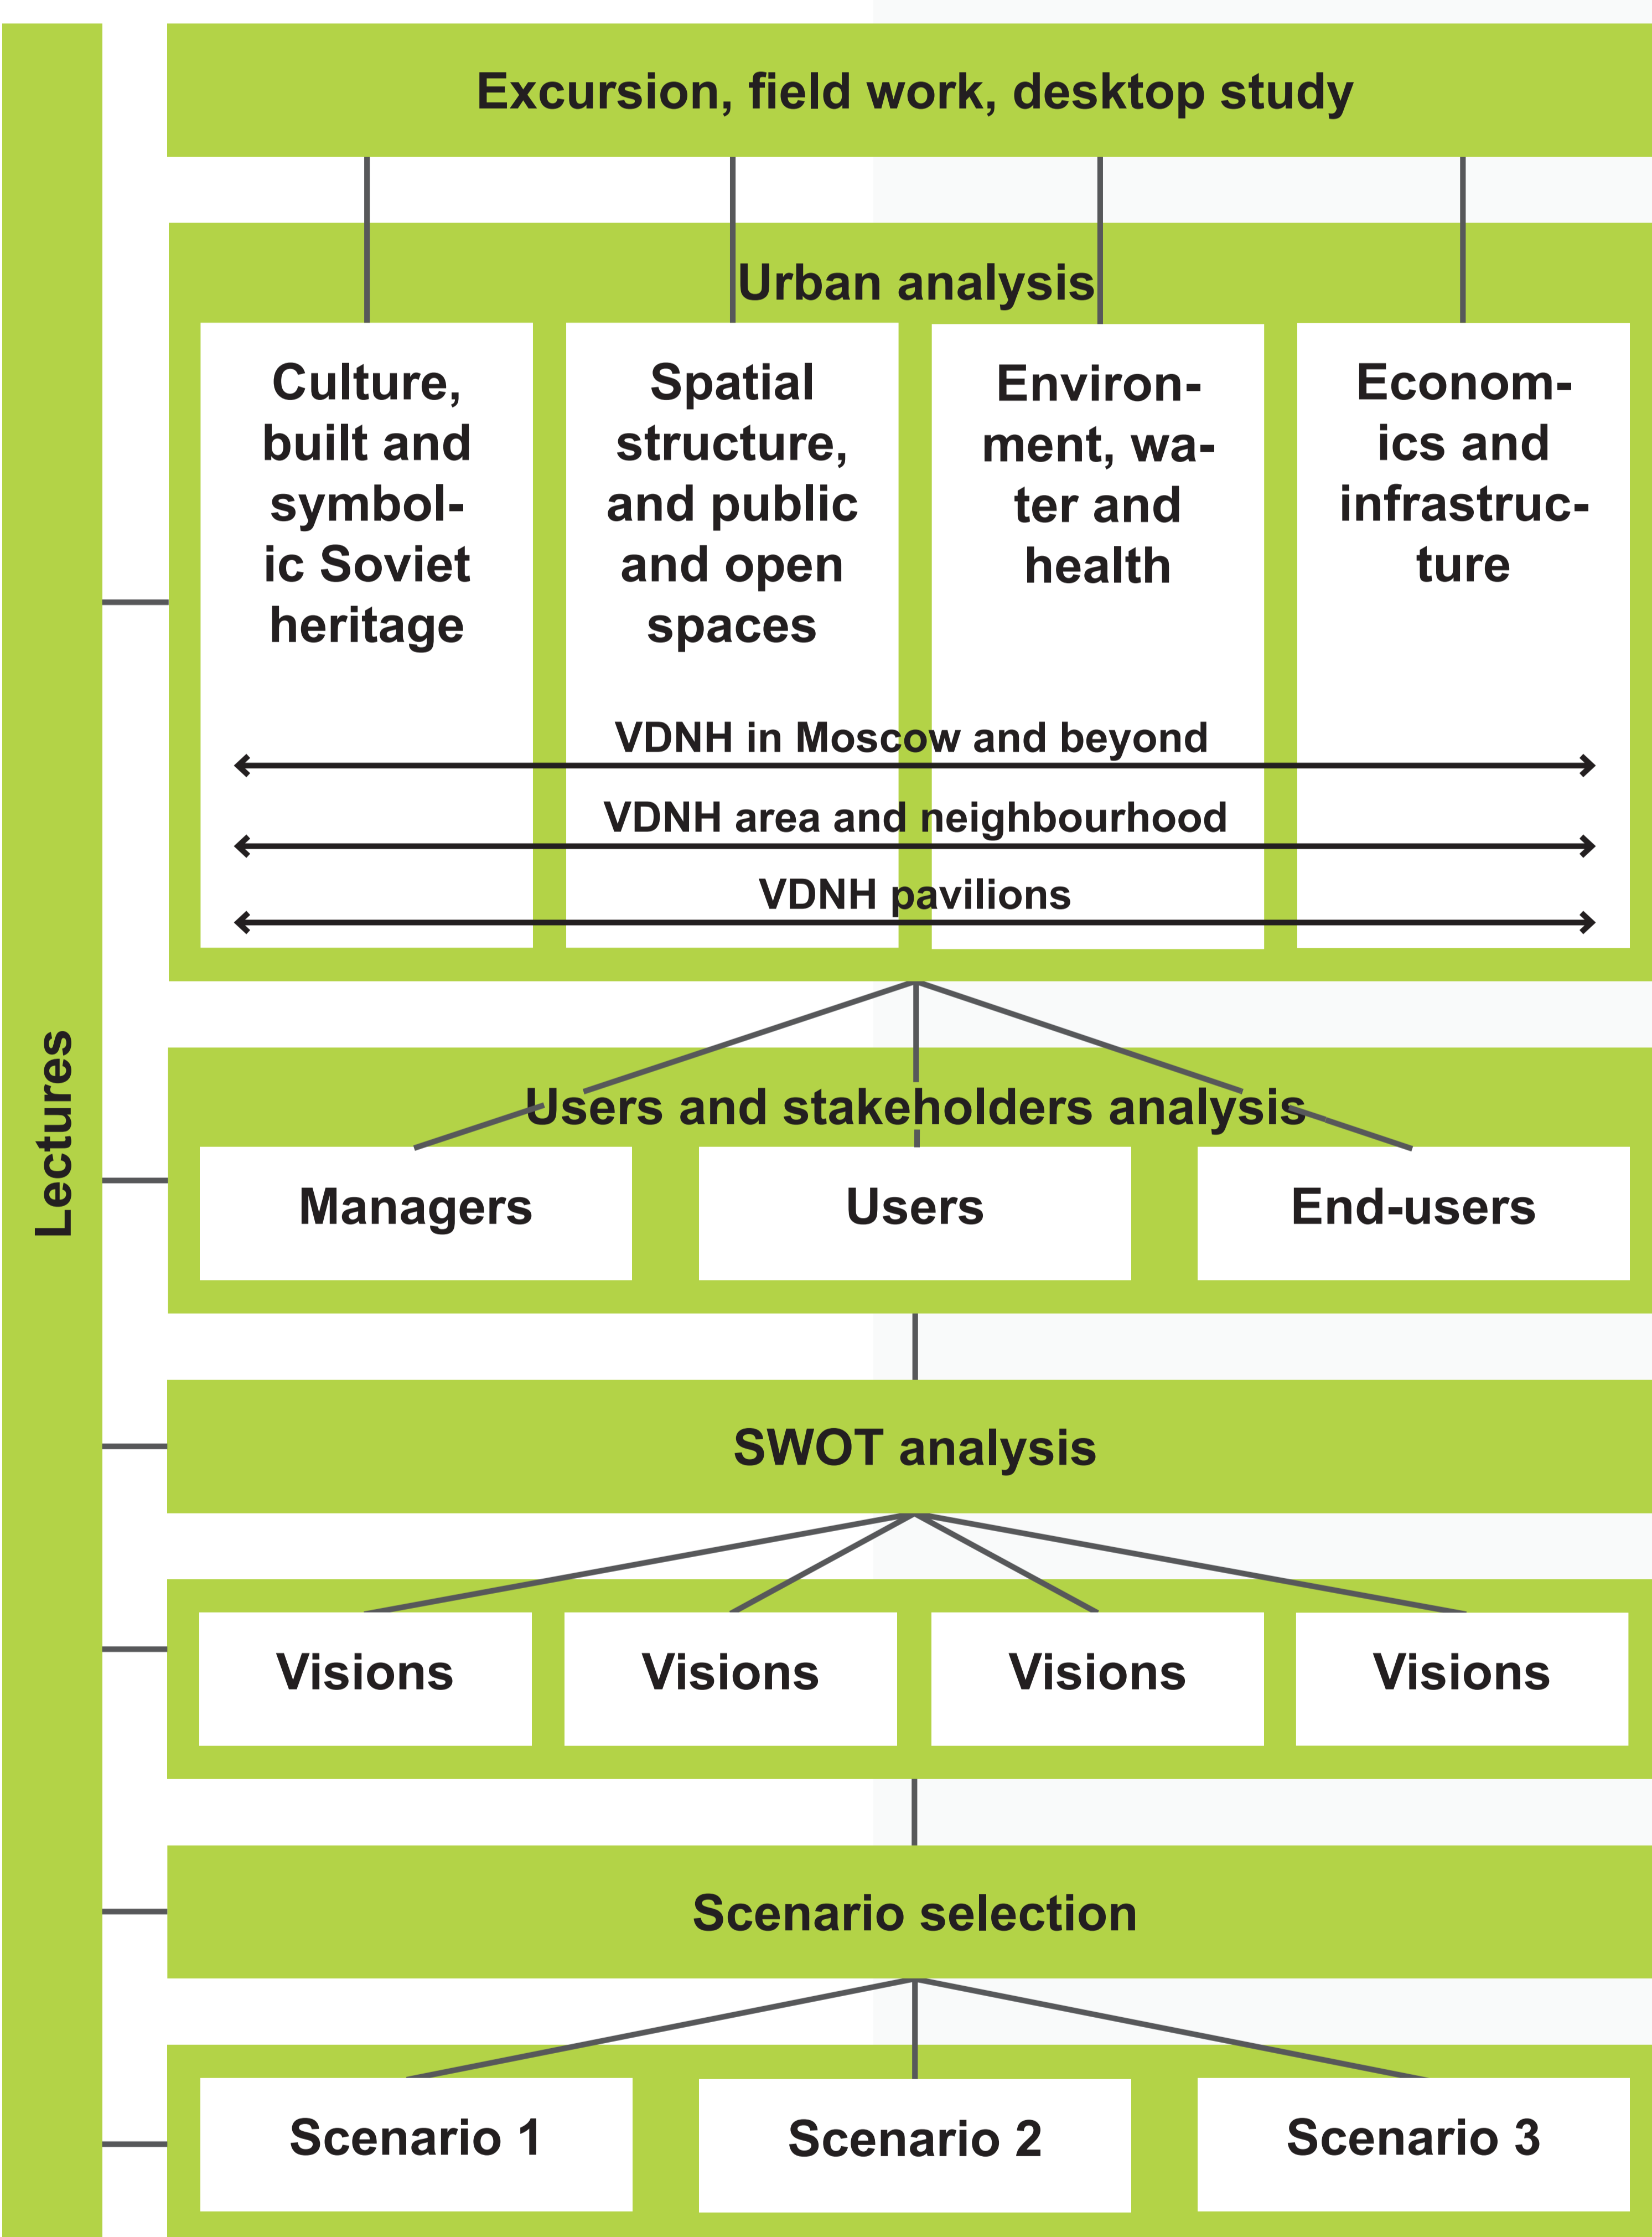 Lectures
Excursion, field work, desktop study
Urban analysis
Culture,
built and
symbol-
ic Soviet
heritage
Spatial
structure,
and public
and open
spaces
Environ-
ment, wa-
ter and
health
Econom-
ics and
infrastruc-
ture
VDNH in Moscow and beyond
VDNH area and neighbourhood
VDNH pavilions
Users and stakeholders analysis
Managers
Users
End-users
SWOT analysis
Visions
Visions
Visions
Visions
Scenario selection
Scenario 1
Scenario 2
Scenario 3